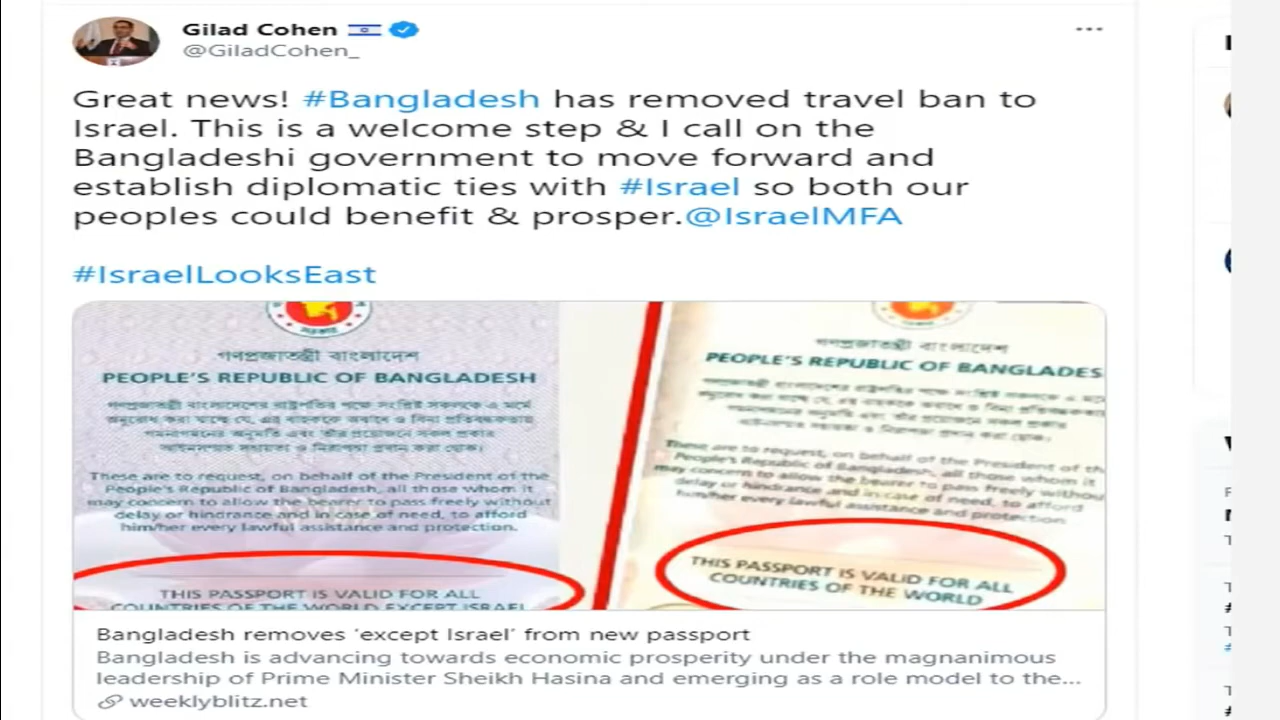 Gilad Cohen
@GiladCohen_
Great news! #Bangladesh has removed travel ban to
Israel. This is a welcome step & I call on the
Bangladeshi government to move forward and
establish diplomatic ties with #Israel so both our
peoples could benefit & prosper.@IsraelMFA
#IsraelLooksEast
গণপ্রজাতন্ত্রী বাংলাদেশ
PEOPLE'S REPUBLIC OF BANGLADESH
These are to request, on behalf of the President of the
People's Republic of Bangladesh, all those whom it
may concern to allow the bearer to pass freely without
delay or hindrance and in case of need, to afford
him/her every lawful assistance and protection.
THIS PASSPORT IS VALID FOR ALL
COUNTRIES OF THE WORLD EXCEPT ISRAEL
গণপ্রজাতন্ত্রী বাংলাদেশ
PEOPLE'S REPUBLIC OF BANGLADES
These are to request, on behalf of the President of th
People's Republic of Bangladesh, all those whom it
may concern to allow the bearer to pass freely without
delay or hindrance and in case of need, to afford
him/her every lawful assistance and protection
THIS PASSPORT IS VALID FOR ALL
COUNTRIES OF THE WORLD
Bangladesh removes 'except Israel' from new passport
Bangladesh is advancing towards economic prosperity under the magnanimous
leadership of Prime Minister Sheikh Hasina and emerging as a role model to the...
weeklyblitz.net